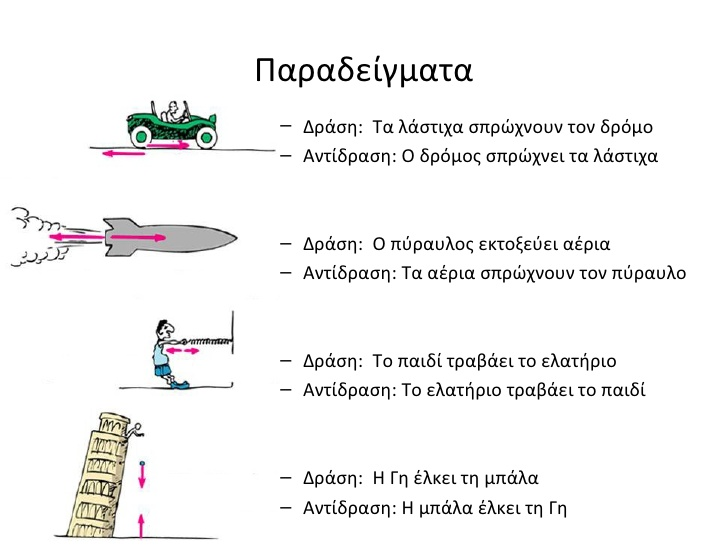 Παραδείγματα
– Δράση:  Τα λάστιχα σπρώχνουν τον δρόμο
– Αντίδραση: Ο δρόμος σπρώχνει τα λάστιχα
– Δράση:  Ο πύραυλος εκτοξεύει αέρια
– Αντίδραση: Τα αέρια σπρώχνουν τον πύραυλο
– Δράση:  Το παιδί τραβάει το ελατήριο
– Αντίδραση: Το ελατήριο τραβάει το παιδί
– Δράση:  Η Γη έλκει τη μπάλα
– Αντίδραση: Η μπάλα έλκει τη Γη